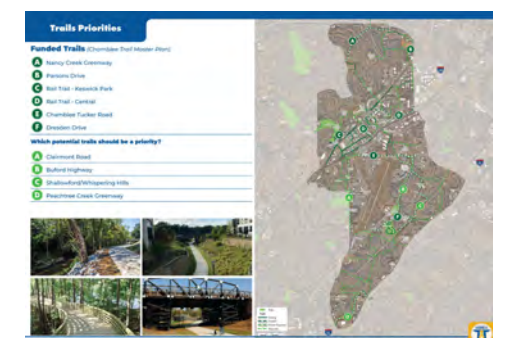 Trails Priorities
Funded Trails (Chamblee Trail Master Plan)
A Nancy Creek Greenway
B Parsons Drive
C Rail Trail - Keswick Park
D Rail Trail - Central
E Chamblee Tucker Road
F Dresden Drive
Which potential trails should be a priority?
A Clairmont Road
B Buford Highway
C Shallowford/Whispering Hills
D Peachtree Creek Greenway